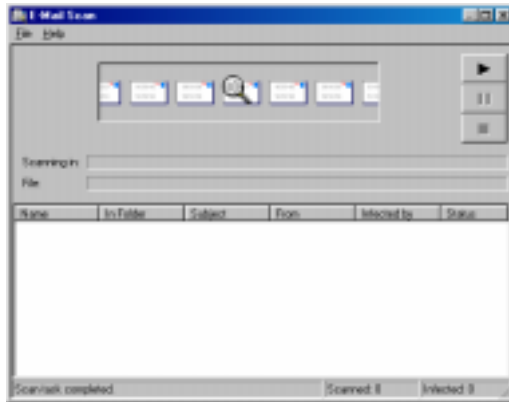 E-Mail Scan
File Help
Scanning in:
File:
Name In Folder Subject From Infected by Status
Scan task completed. Scanned: 0 Infected: 0